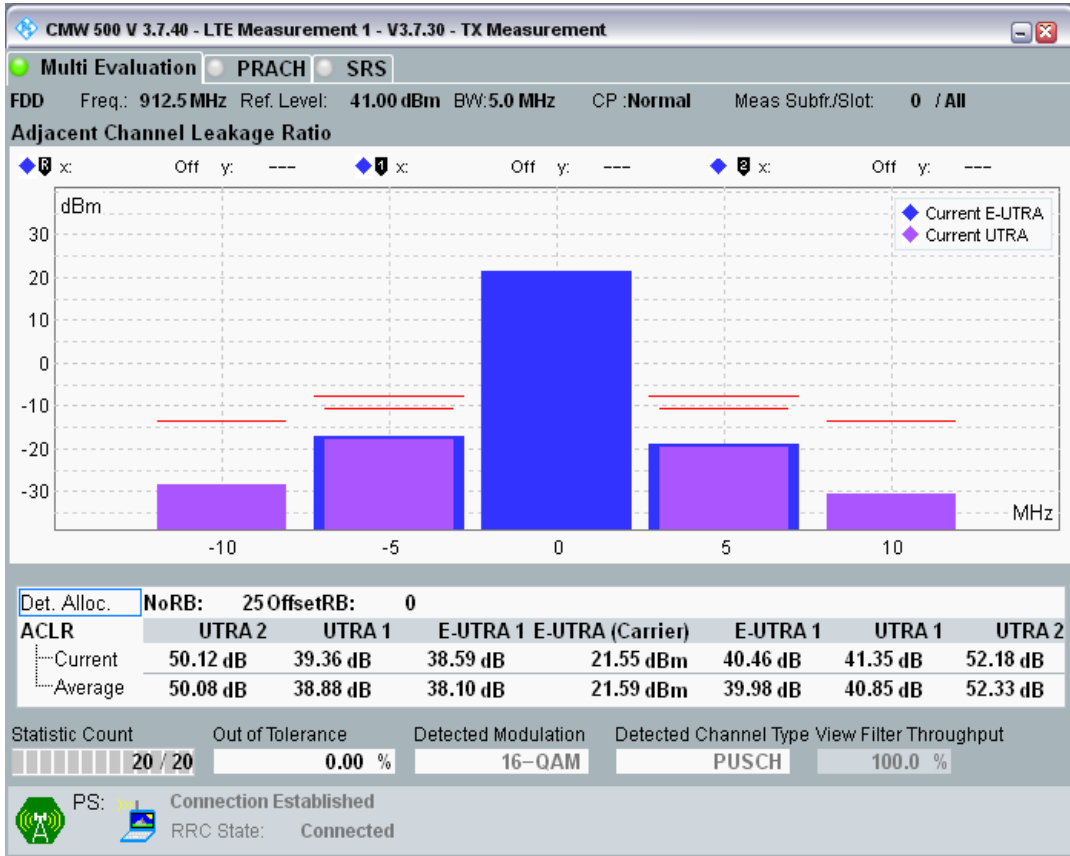 CMW 500 V 3.7.40 - LTE Measurement 1 - V3.7.30 - TX Measurement
Multi Evaluation PRACH SRS
FDD Freq.: 912.5 MHz Ref. Level: 41.00 dBm BW: 5.0 MHz CP : Normal Meas Subfr./Slot: 0 / All
Adjacent Channel Leakage Ratio
R x: Off y: --- 1 x: Off y: --- 2 x: Off y: ---
dBm
Current E-UTRA
Current UTRA
30
20
10
0
-10
-20
-30
MHz
-10 -5 0 5 10
Det. Alloc. NoRB: 25 OffsetRB: 0
ACLR UTRA 2 UTRA 1 E-UTRA 1 E-UTRA (Carrier) E-UTRA 1 UTRA 1 UTRA 2
Current 50.12 dB 39.36 dB 38.59 dB 21.55 dBm 40.46 dB 41.35 dB 52.18 dB
Average 50.08 dB 38.88 dB 38.10 dB 21.59 dBm 39.98 dB 40.85 dB 52.33 dB
Statistic Count Out of Tolerance Detected Modulation Detected Channel Type View Filter Throughput
20 / 20 0.00 % 16-QAM PUSCH 100.0 %
PS: Connection Established
RRC State: Connected